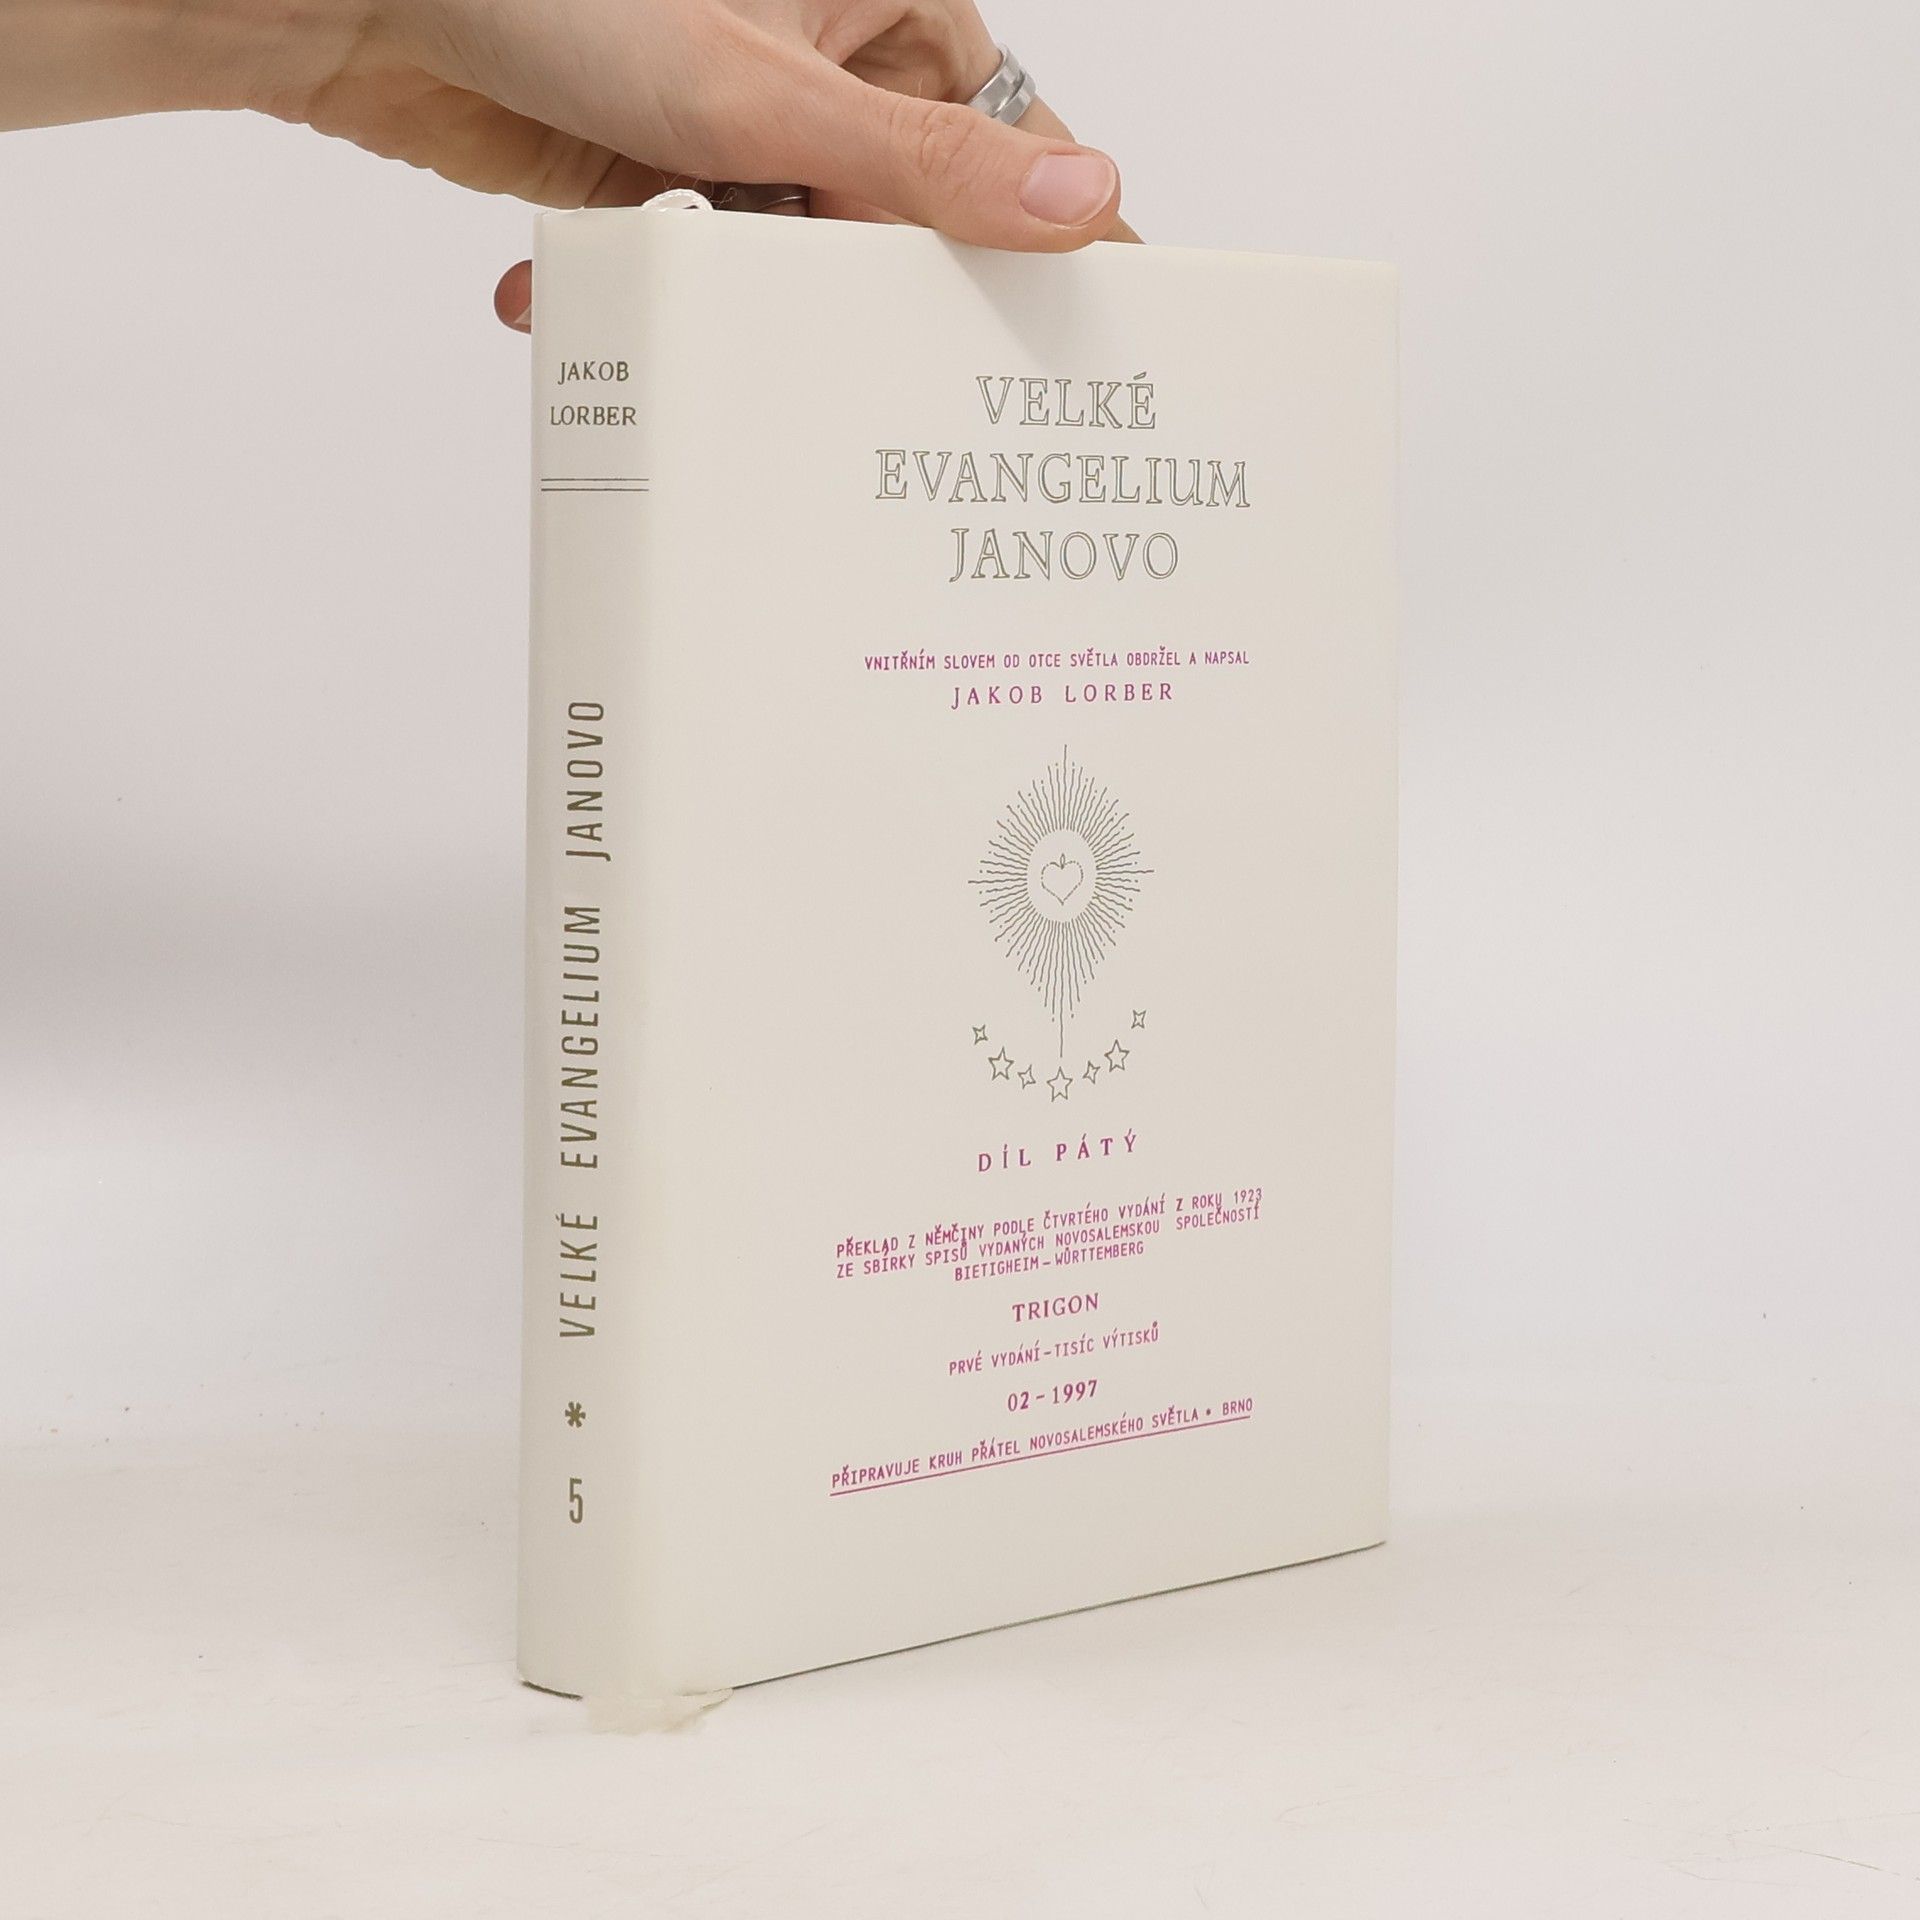 JAKOB
LORBER
VELKÉ EVANGELIUM JANOVO
*
5
VELKÉ
EVANGELIUM
JANOVO
VNITŘNÍM SLOVEM OD OTCE SVĚTLA OBDRŽEL A NAPSAL
JAKOB LORBER
DÍL PÁTÝ
PŘEKLAD Z NĚMČINY PODLE ČTVRTÉHO VYDÁNÍ Z ROKU 1923
ZE SBÍRKY SPISŮ VYDANÝCH NOVOSALEMSKOU SPOLEČNOSTÍ
BIETIGHEIM-WŮRTTEMBERG
TRIGON
PRVÉ VYDÁNÍ-TISÍC VÝTISKŮ
02-1997
PŘIPRAVUJE KRUH PŘÁTEL NOVOSALEMSKÉHO SVĚTLA * BRNO